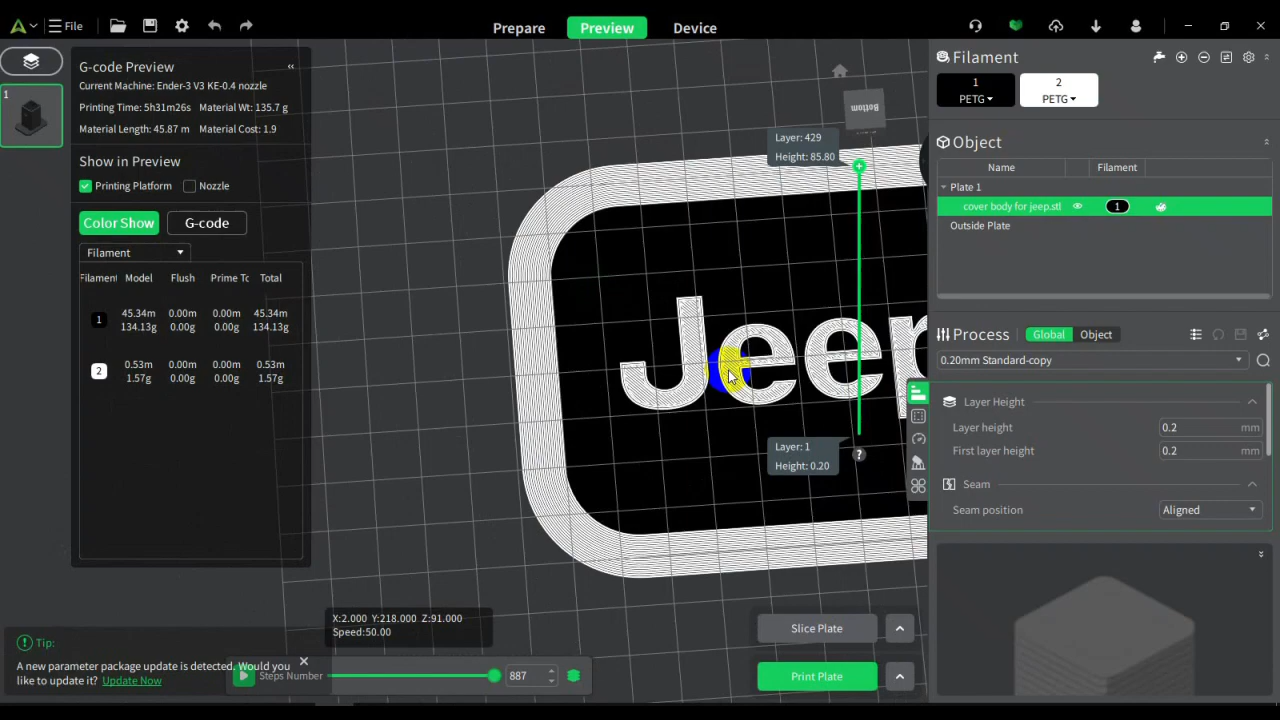 File
Prepare
Preview
Device
1
G-code Preview
Current Machine: Ender-3 V3 KE-0.4 nozzle
Printing Time: 5h31m26s Material Wt: 135.7 g
Material Length: 45.87 m Material Cost: 1.9
Show in Preview
Printing Platform
Nozzle
Color Show
G-code
Filament
Filament Model Flush Prime Tc Total
1 45.34m 0.00m 0.00m 45.34m
134.13g 0.00g 0.00g 134.13g
2 0.53m 0.00m 0.00m 0.53m
1.57g 0.00g 0.00g 1.57g
Tip:
A new parameter package update is detected. Would you
like to update it? Update Now
X:2.000 Y:218.000 Z:91.000
Speed:50.00
Steps Number
887
Bottom
Layer: 429
Height: 85.80
Jeep
Layer: 1
Height: 0.20
?
Slice Plate
Print Plate
Filament
1
PETG
2
PETG
Object
Name Filament
Plate 1
cover body for jeep.stl 1
Outside Plate
Process Global Object
0.20mm Standard-copy
Layer Height
Layer height 0.2 mm
First layer height 0.2 mm
Seam
Seam position Aligned